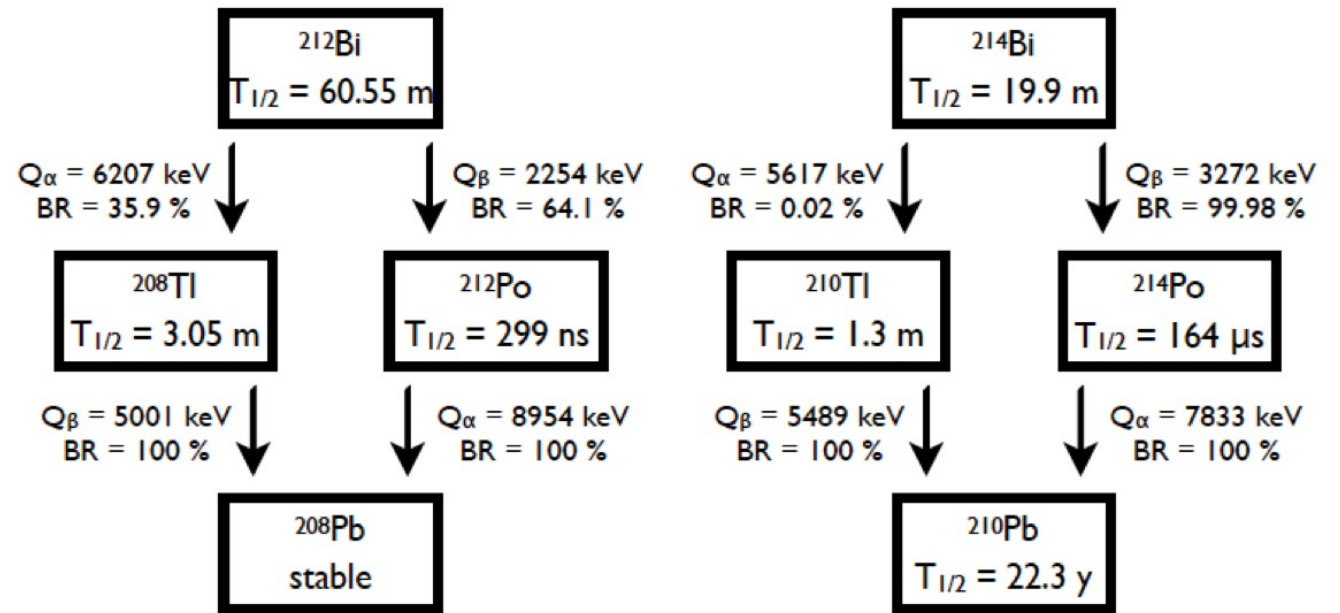 ²¹²Bi
T₁/₂ = 60.55 m
Qα = 6207 keV
BR = 35.9 %
Qβ = 2254 keV
BR = 64.1 %
²⁰⁸Tl
T₁/₂ = 3.05 m
²¹²Po
T₁/₂ = 299 ns
Qβ = 5001 keV
BR = 100 %
Qα = 8954 keV
BR = 100 %
²⁰⁸Pb
stable
²¹⁴Bi
T₁/₂ = 19.9 m
Qα = 5617 keV
BR = 0.02 %
Qβ = 3272 keV
BR = 99.98 %
²¹⁰Tl
T₁/₂ = 1.3 m
²¹⁴Po
T₁/₂ = 164 μs
Qβ = 5489 keV
BR = 100 %
Qα = 7833 keV
BR = 100 %
²¹⁰Pb
T₁/₂ = 22.3 y